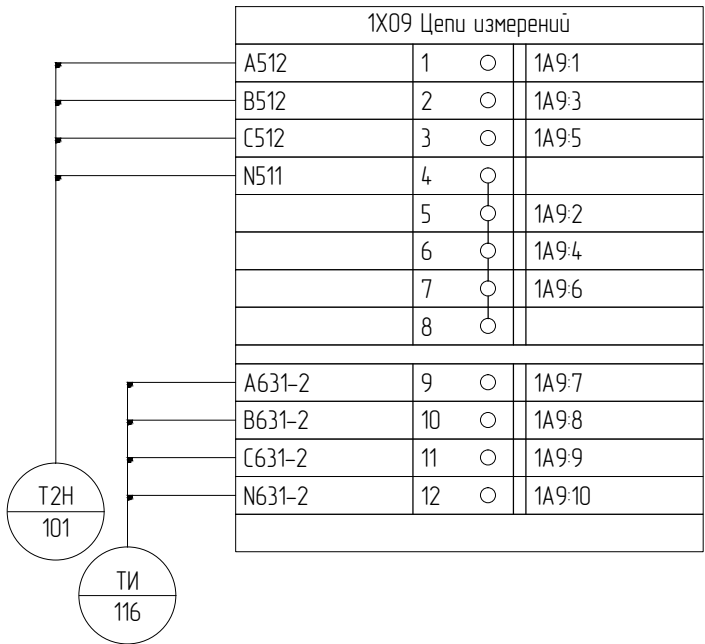 1Х09 Цепи измерений
А512 1 1А9:1
В512 2 1А9:3
С512 3 1А9:5
N511 4
5 1А9:2
6 1А9:4
7 1А9:6
8
А631-2 9 1А9:7
В631-2 10 1А9:8
С631-2 11 1А9:9
N631-2 12 1А9:10
Т2Н
101
ТИ
116